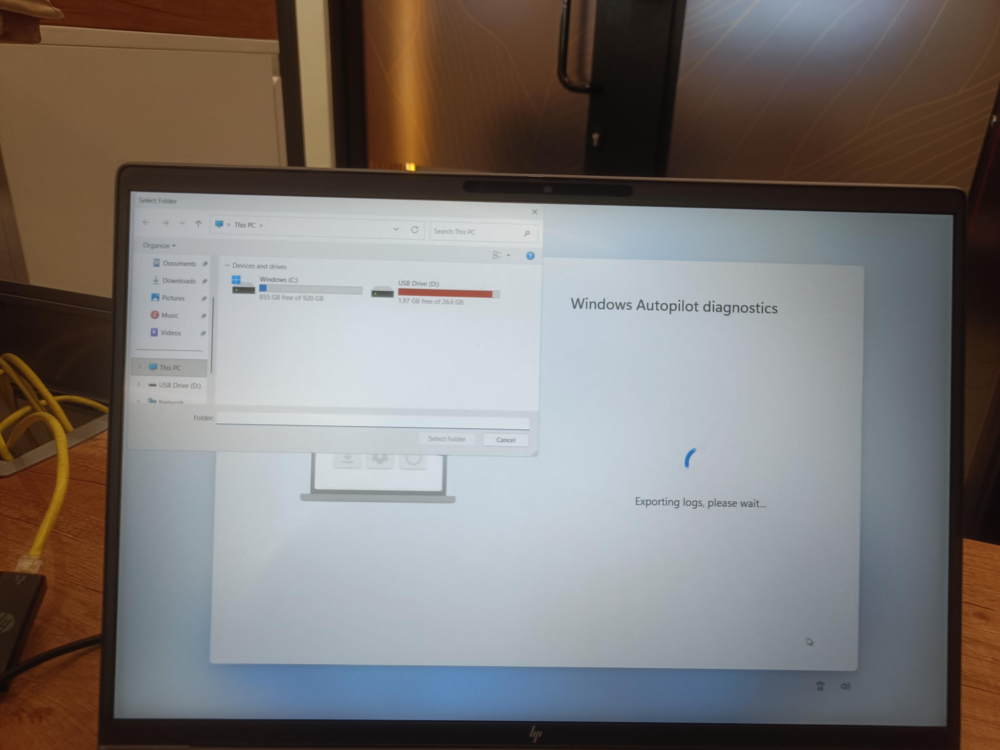 Select Folder
This PC
Search This PC
Organize
Documents
Downloads
Pictures
Music
Videos
This PC
USB Drive (D:)
Network
Devices and drives
Windows (C:)
855 GB free of 920 GB
USB Drive (D:)
1.97 GB free of 28.6 GB
Folder:
Select Folder
Cancel
Windows Autopilot diagnostics
Exporting logs, please wait...
hp